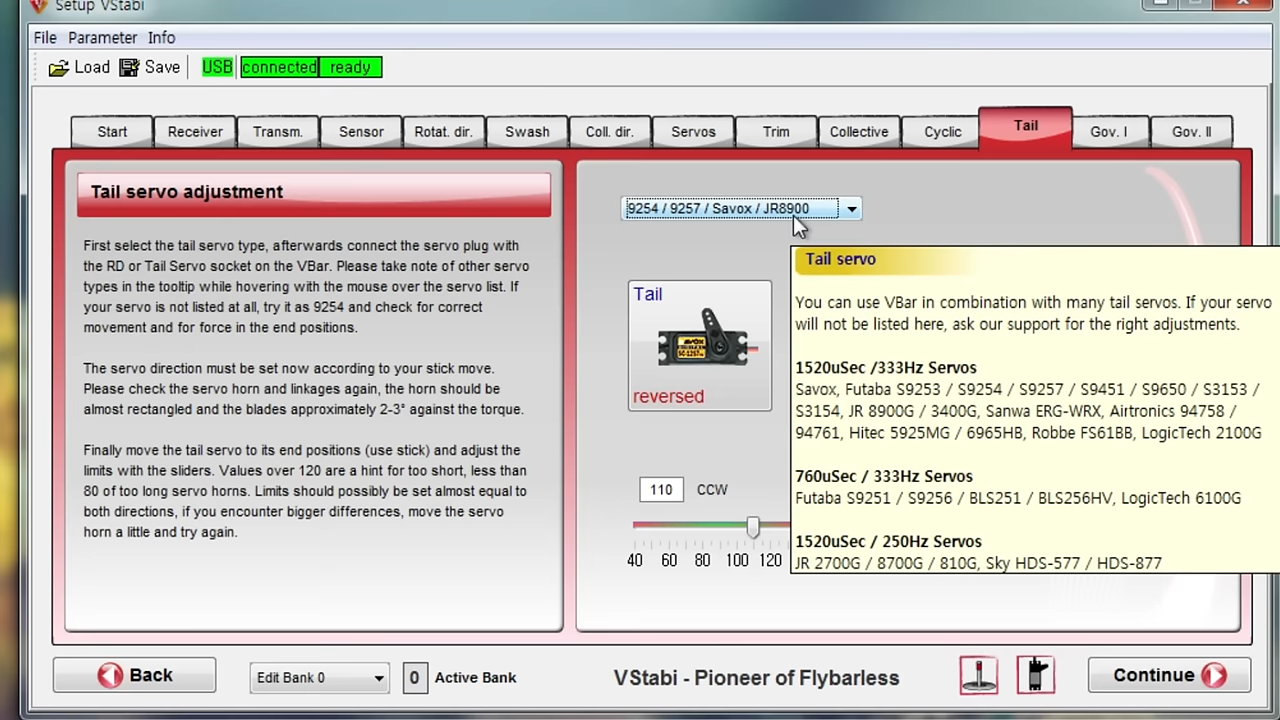 Setup VStabi
File Parameter Info
Load Save USB connected ready
Start Receiver Transm. Sensor Rotat. dir. Swash Coll. dir. Servos Trim Collective Cyclic Tail Gov. I Gov. II
Tail servo adjustment
First select the tail servo type, afterwards connect the servo plug with
the RD or Tail Servo socket on the VBar. Please take note of other servo
types in the tooltip while hovering with the mouse over the servo list. If
your servo is not listed at all, try it as 9254 and check for correct
movement and for force in the end positions.
The servo direction must be set now according to your stick move.
Please check the servo horn and linkages again, the horn should be
almost rectangled and the blades approximately 2-3° against the torque.
Finally move the tail servo to its end positions (use stick) and adjust the
limits with the sliders. Values over 120 are a hint for too short, less than
80 of too long servo horns. Limits should possibly be set almost equal to
both directions, if you encounter bigger differences, move the servo
horn a little and try again.
9254 / 9257 / Savox / JR8900
Tail
SAVOX
reversed
110 CCW
40 60 80 100 120
Tail servo
You can use VBar in combination with many tail servos. If your servo
will not be listed here, ask our support for the right adjustments.
1520uSec /333Hz Servos
Savox, Futaba S9253 / S9254 / S9257 / S9451 / S9650 / S3153 /
S3154, JR 8900G / 3400G, Sanwa ERG-WRX, Airtronics 94758 /
94761, Hitec 5925MG / 6965HB, Robbe FS61BB, LogicTech 2100G
760uSec / 333Hz Servos
Futaba S9251 / S9256 / BLS251 / BLS256HV, LogicTech 6100G
1520uSec / 250Hz Servos
JR 2700G / 8700G / 810G, Sky HDS-577 / HDS-877
Back
Edit Bank 0
0 Active Bank
VStabi - Pioneer of Flybarless
Continue